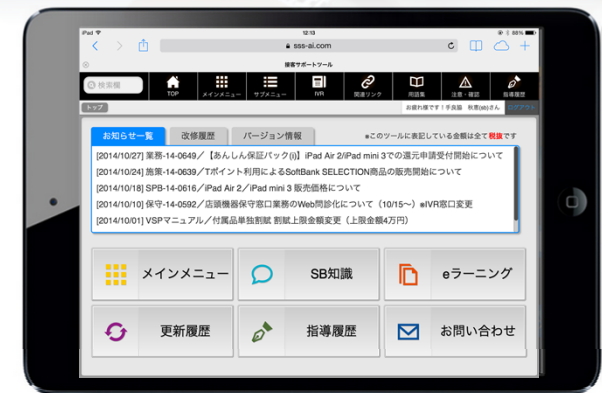 iPad
12:13
88%
sss-ai.com
接客サポートツール
検索欄
TOP
メインメニュー
サブメニュー
IVR
関連リンク
用語集
注意・確認
指導履歴
トップ
お疲れ様です！
さん
ログアウト
お知らせ一覧
改修履歴
バージョン情報
※このツールに表記している金額は全て税抜です
[2014/10/27] 業務-14-0649／【あんしん保証パック(i)】iPad Air 2/iPad mini 3での還元申請受付開始について
[2014/10/24] 施策-14-0639／Tポイント利用によるSoftBank SELECTION商品の販売開始について
[2014/10/18] SPB-14-0616／iPad Air 2／iPad mini 3 販売価格について
[2014/10/10] 保守-14-0592／店頭機器保守窓口業務のWeb問診化について（10/15～）※IVR窓口変更
[2014/10/01] VSPマニュアル／付属品単独割賦 割賦上限金額変更（上限金額4万円）
メインメニュー
SB知識
eラーニング
更新履歴
指導履歴
お問い合わせ